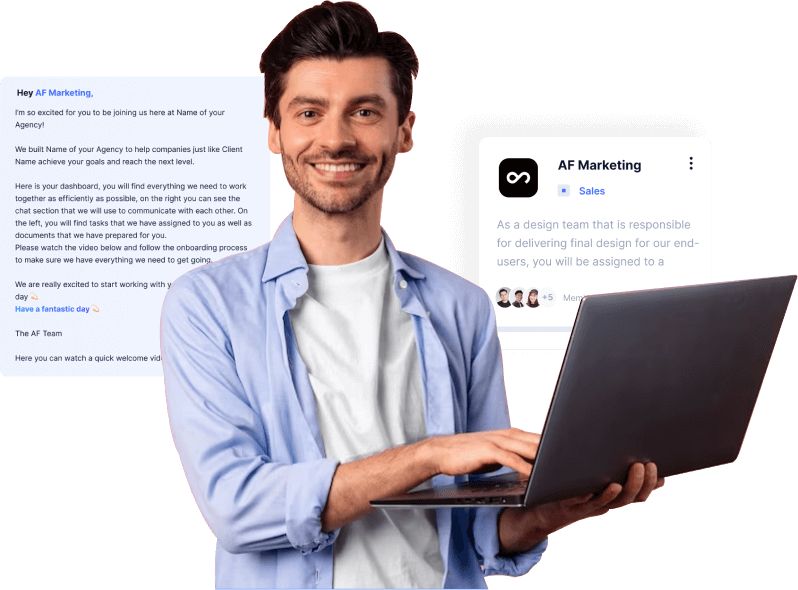 Hey AF Marketing,
I'm so excited for you to be joining us here at Name of your
Agency!
We built Name of your Agency to help companies just like Client
Name achieve your goals and reach the next level.
Here is your dashboard, you will find everything we need to work
together as efficiently as possible, on the right you can see the
chat section that we will use to communicate with each other. On
the left, you will find tasks that we have assigned to you as well as
documents that we have prepared for you.
Please watch the video below and follow the onboarding process
to make sure we have everything we need to get going.
We are really excited to start working with
day 💫
Have a fantastic day 💫
The AF Team
Here you can watch a quick welcome
AF Marketing
Sales
As a design team that is responsible
for delivering final design for our end-
users, you will be assigned to a
+5